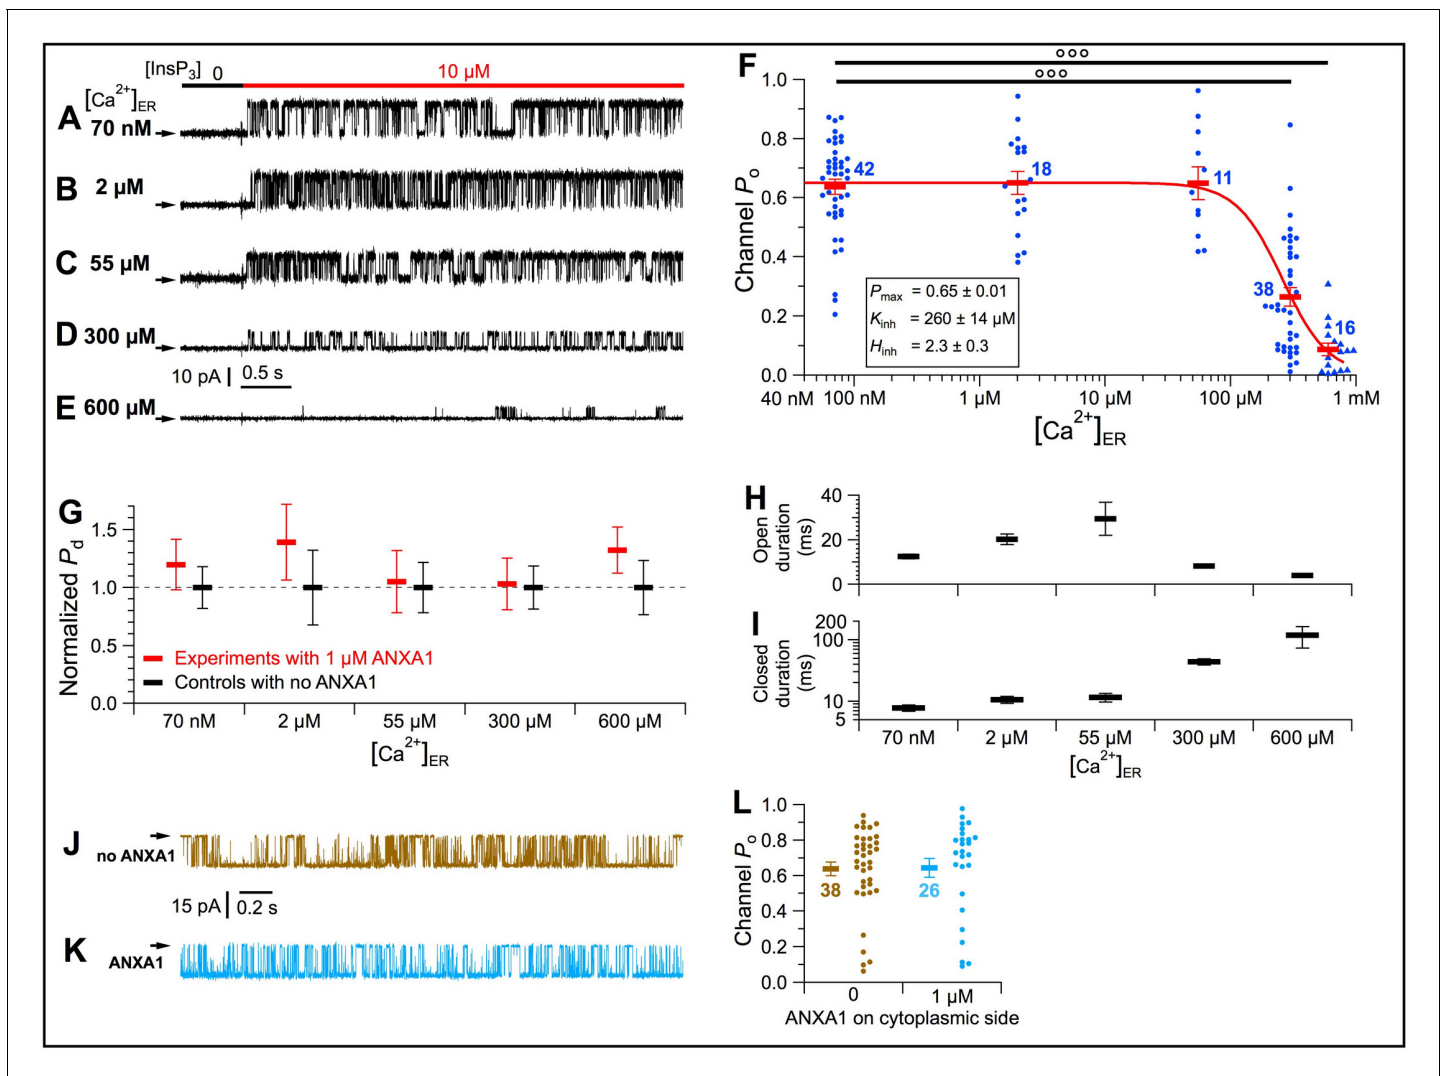 [InsP3] 0 10 µM
[Ca2+]ER
A 70 nM
B 2 µM
C 55 µM
D 300 µM
10 pA 0.5 s
E 600 µM
F
ooo
ooo
1.0
0.8
0.6
0.4
0.2
0.0
Channel Po
42
18
11
38
16
Pmax = 0.65 ± 0.01
Kinh = 260 ± 14 µM
Hinh = 2.3 ± 0.3
40 nM 100 nM 1 µM 10 µM 100 µM 1 mM
[Ca2+]ER
G
1.5
1.0
0.5
0.0
Normalized Pd
Experiments with 1 µM ANXA1
Controls with no ANXA1
70 nM 2 µM 55 µM 300 µM 600 µM
[Ca2+]ER
H
40
20
0
Open
duration
(ms)
I
200
100
10
5
Closed
duration
(ms)
70 nM 2 µM 55 µM 300 µM 600 µM
[Ca2+]ER
J no ANXA1
15 pA 0.2 s
K ANXA1
L
1.0
0.8
0.6
0.4
0.2
0.0
Channel Po
38
26
0 1 µM
ANXA1 on cytoplasmic side